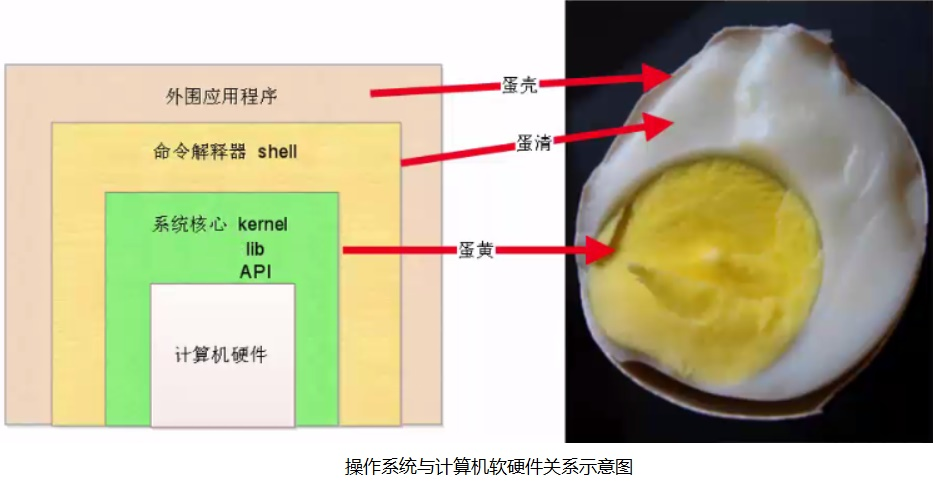 外围应用程序
命令解释器 shell
系统核心 kernel
lib
API
计算机硬件
蛋壳
蛋清
蛋黄
操作系统与计算机软硬件关系示意图